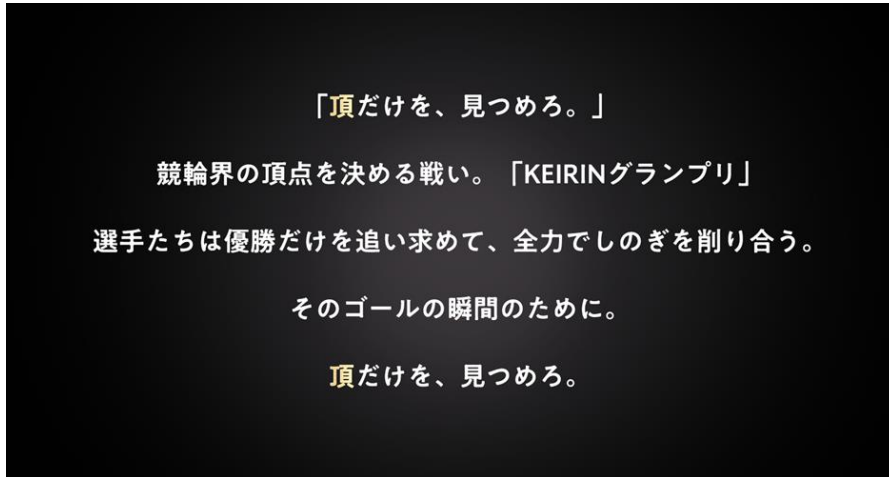 「頂だけを、見つめろ。」
競輪界の頂点を決める戦い。「KEIRINグランプリ」
選手たちは優勝だけを追い求めて、全力でしのぎを削り合う。
そのゴールの瞬間のために。
頂だけを、見つめろ。